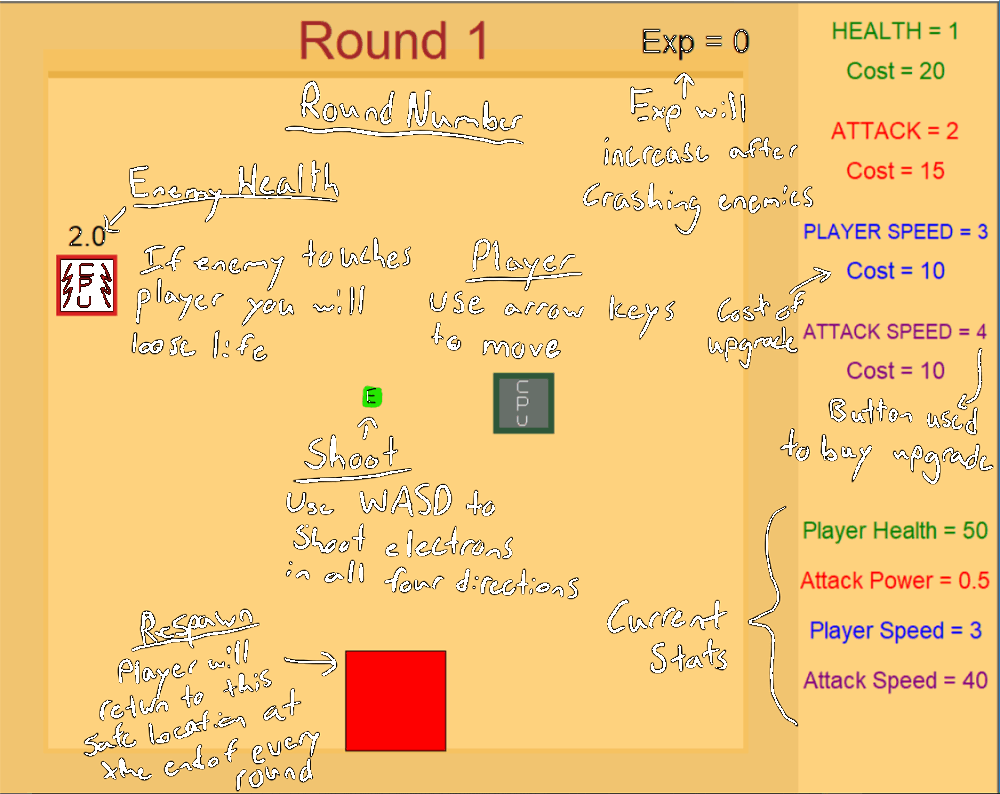 Round 1
Exp = 0
Round Number
Exp will
increase after
Crashing enemies
Enemy Health
2.0
CPU
If enemy touches
player you will
loose life
Player
Use arrow keys
to move
CPU
E
Shoot
Use WASD to
Shoot electrons
in all four directions
Respawn
Player will
return to this
safe location at
the end of every
round
HEALTH = 1
Cost = 20
ATTACK = 2
Cost = 15
PLAYER SPEED = 3
Cost = 10
Cost of
upgrade
ATTACK SPEED = 4
Cost = 10
Button used
to buy upgrade
Current
Stats
Player Health = 50
Attack Power = 0.5
Player Speed = 3
Attack Speed = 40